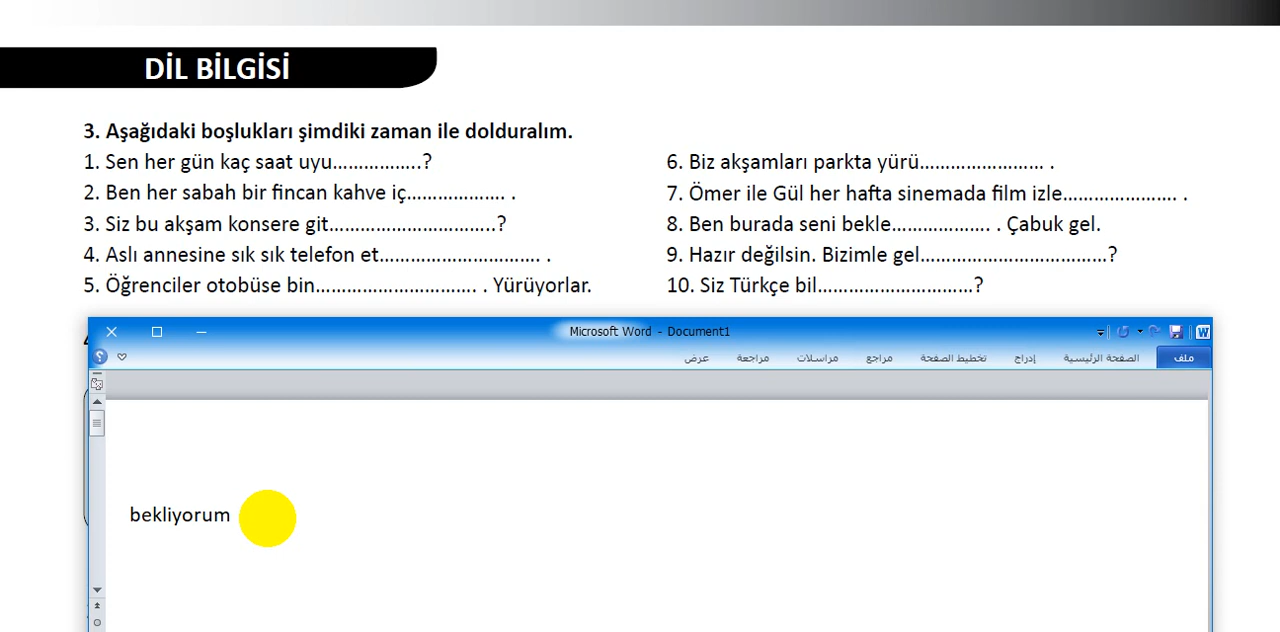 DİL BİLGİSİ
3. Aşağıdaki boşlukları şimdiki zaman ile dolduralım.
1. Sen her gün kaç saat uyu...............?
2. Ben her sabah bir fincan kahve iç.................. .
3. Siz bu akşam konsere git.............................?
4. Aslı annesine sık sık telefon et............................ .
5. Öğrenciler otobüse bin............................ . Yürüyorlar.
6. Biz akşamları parkta yürü...................... .
7. Ömer ile Gül her hafta sinemada film izle.................... .
8. Ben burada seni bekle................. . Çabuk gel.
9. Hazır değilsin. Bizimle gel.................................?
10. Siz Türkçe bil...........................?
Microsoft Word - Document1
ملف الصفحة الرئيسية إدراج تخطيط الصفحة مراجع مراسلات مراجعة عرض
bekliyorum